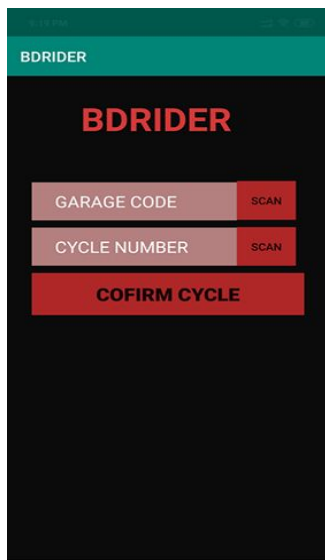 BDRIDER
BDRIDER
GARAGE CODE SCAN
CYCLE NUMBER SCAN
COFIRM CYCLE